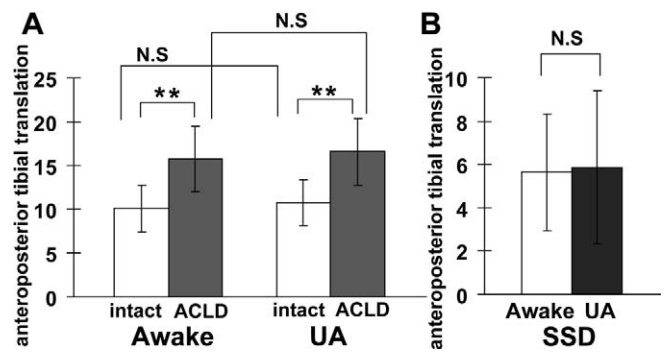 A
N.S
N.S
**
**
anteroposterior tibial translation
25
20
15
10
5
0
intact ACLD intact ACLD
Awake UA
B
N.S
anteroposterior tibial translation
10
8
6
4
2
0
Awake UA
SSD